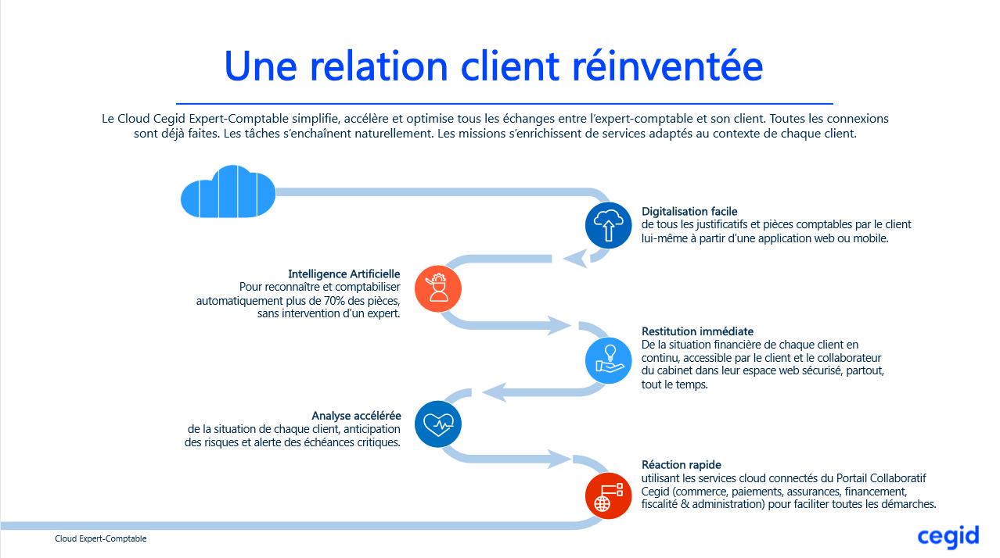 Une relation client réinventée
Le Cloud Cegid Expert-Comptable simplifie, accélère et optimise tous les échanges entre l’expert-comptable et son client. Toutes les connexions
sont déjà faites. Les tâches s’enchaînent naturellement. Les missions s’enrichissent de services adaptés au contexte de chaque client.
Digitalisation facile
de tous les justificatifs et pièces comptables par le client
lui-même à partir d’une application web ou mobile.
Intelligence Artificielle
Pour reconnaître et comptabiliser
automatiquement plus de 70% des pièces,
sans intervention d’un expert.
Restitution immédiate
De la situation financière de chaque client en
continu, accessible par le client et le collaborateur
du cabinet dans leur espace web sécurisé, partout,
tout le temps.
Analyse accélérée
de la situation de chaque client, anticipation
des risques et alerte des échéances critiques.
Réaction rapide
utilisant les services cloud connectés du Portail Collaboratif
Cegid (commerce, paiements, assurances, financement,
fiscalité & administration) pour faciliter toutes les démarches.
Cloud Expert-Comptable
cegid